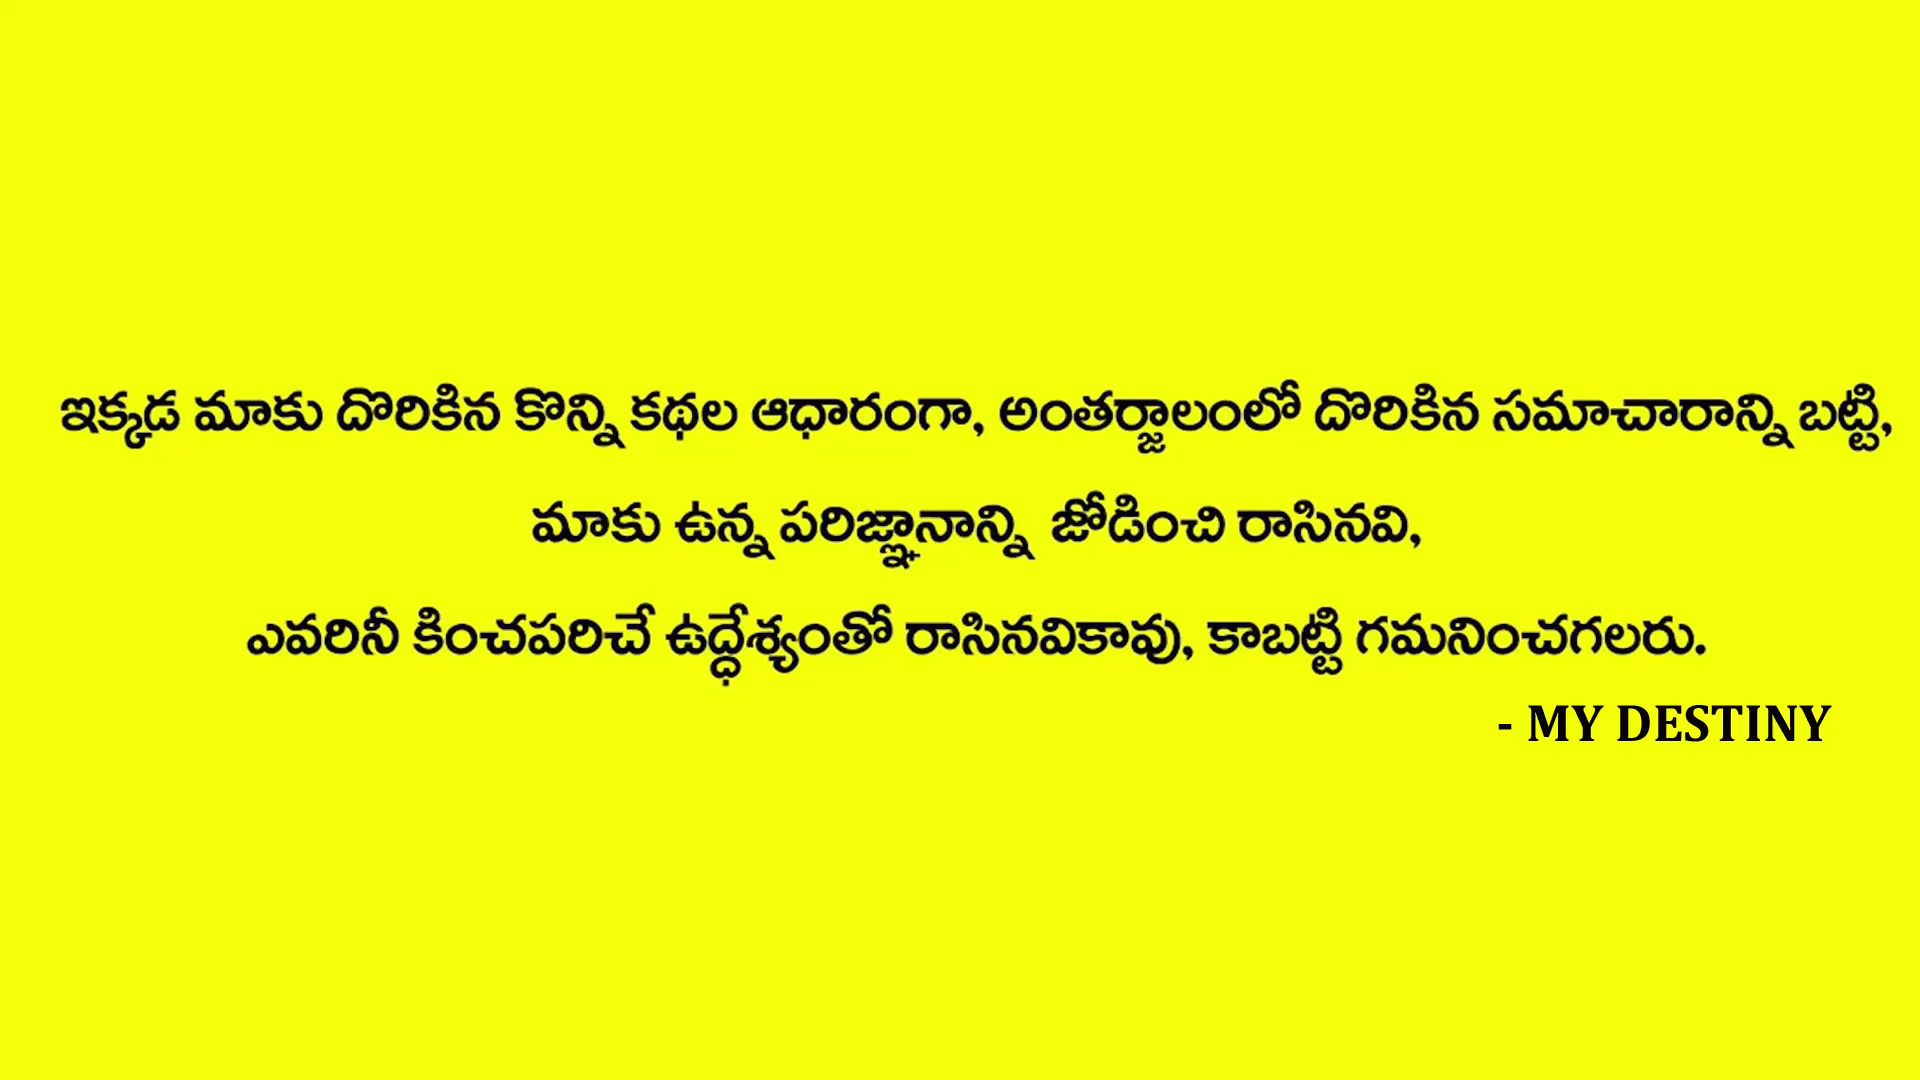 ఇక్కడ మాకు దొరికిన కొన్ని కథల ఆధారంగా, అంతర్జాలంలో దొరికిన సమాచారాన్ని బట్టి,
మాకు ఉన్న పరిజ్ఞానాన్ని జోడించి రాసినవి,
ఎవరినీ కించపరిచే ఉద్ధేశ్యంతో రాసినవికావు, కాబట్టి గమనించగలరు.
- MY DESTINY